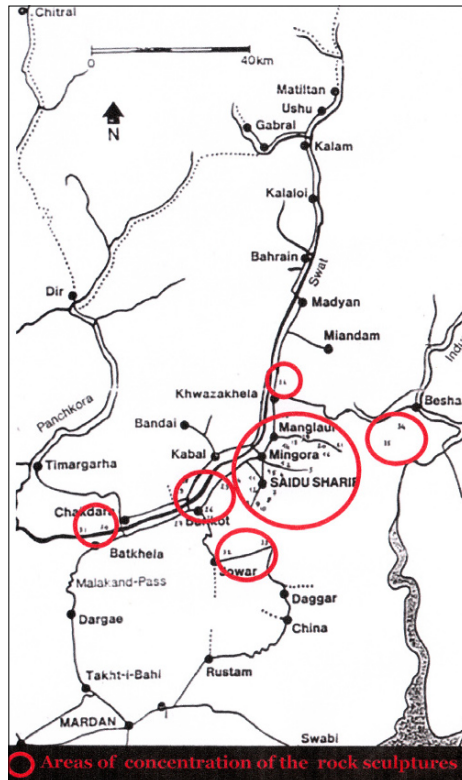 Chitral
0 40km
N
Matiltan
Ushu
Gabral
Kalam
Kalaloi
Bahrain
Swat
Dir
Madyan
Miandam
Indu
Panchkora
Khwazakhela
Besha
Bandai
Manglaur
Kabal
Mingora
Timargarha
SAIDU SHARIF
Chakdara
Barikot
Batkhela
Jowar
Malakand-Pass
Daggar
Dargae
China
Rustam
Takht-i-Bahi
MARDAN
Swabi
Areas of concentration of the rock sculptures